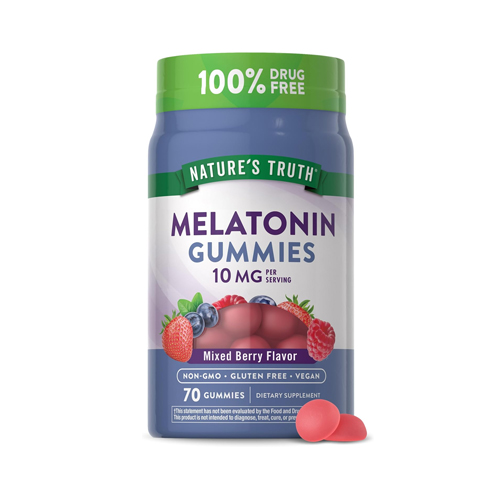 100% DRUG FREE
NATURE'S TRUTH®
MELATONIN
GUMMIES
10 MG PER SERVING
Mixed Berry Flavor
NON-GMO • GLUTEN FREE • VEGAN
70 GUMMIES DIETARY SUPPLEMENT
†This statement has not been evaluated by the Food and
This product is not intended to diagnose, treat, cure, or